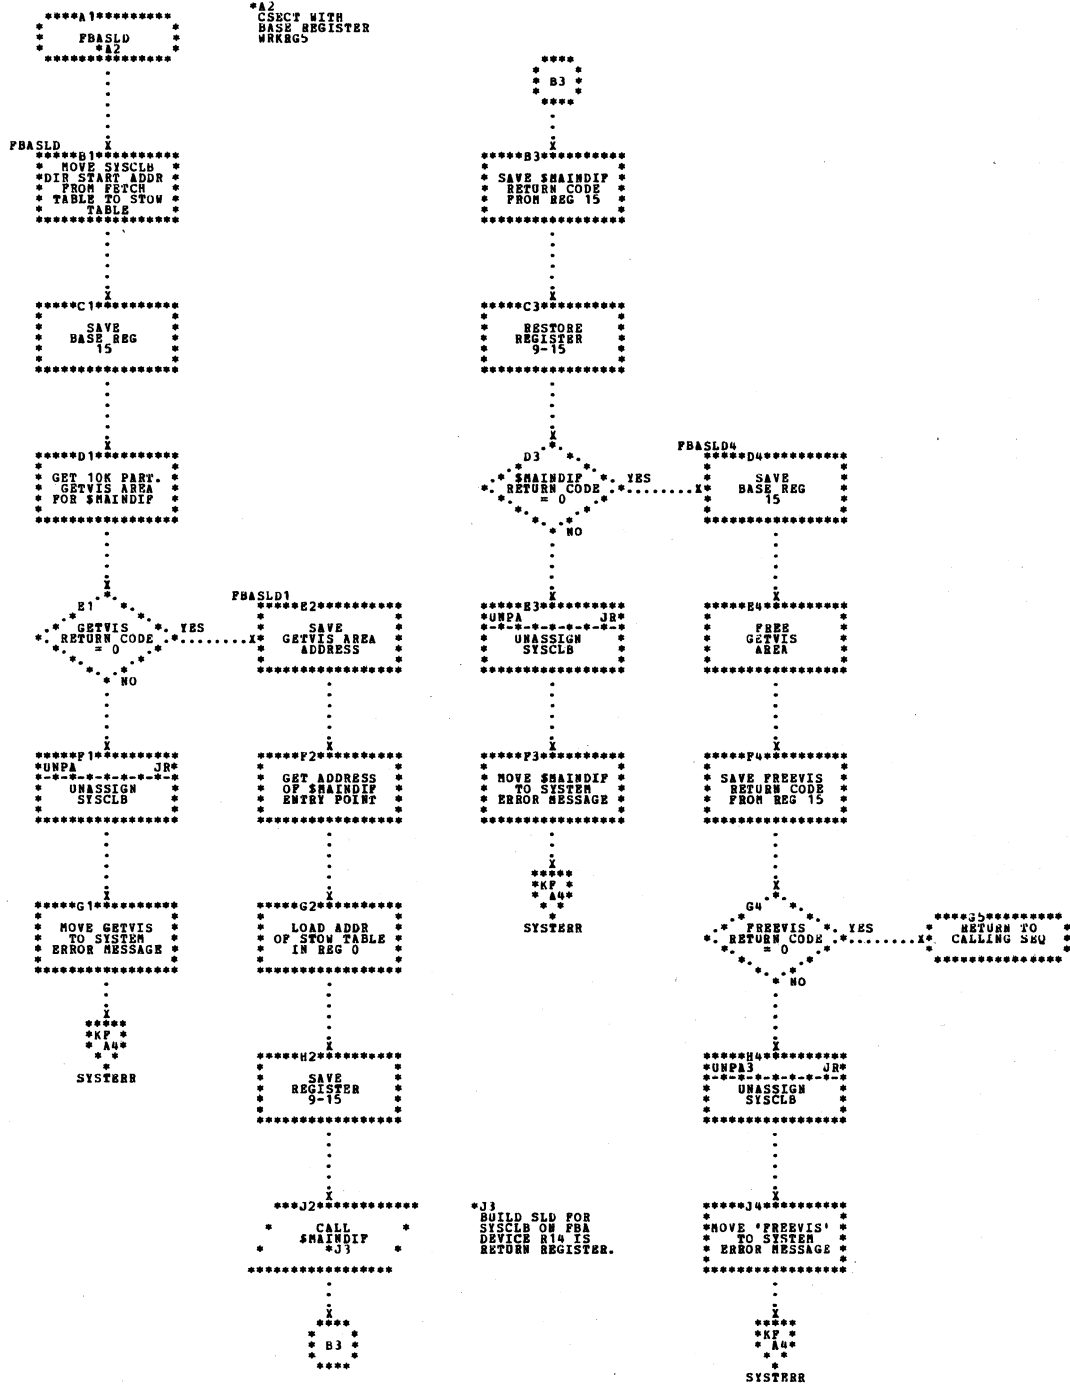 A1
FBASLD
*A2
*A2
CSECT WITH
BASE REGISTER
WRKRG5
FBASLD
B1
MOVE SYSCLB
DIR START ADDR
FROM FETCH
TABLE TO STOW
TABLE
C1
SAVE
BASE REG
15
D1
GET 10K PART.
GETVIS AREA
FOR $MAINDIF
E1
GETVIS
RETURN CODE
= 0
YES
NO
F1
*UNPA JR*
UNASSIGN
SYSCLB
G1
MOVE GETVIS
TO SYSTEM
ERROR MESSAGE
*KF *
* A4*
SYSTERR
FBASLD1
E2
SAVE
GETVIS AREA
ADDRESS
F2
GET ADDRESS
OF $MAINDIF
ENTRY POINT
G2
LOAD ADDR
OF STOW TABLE
IN REG 0
H2
SAVE
REGISTER
9-15
J2
CALL
$MAINDIF
*J3
B3
B3
B3
SAVE $MAINDIF
RETURN CODE
FROM REG 15
C3
RESTORE
REGISTER
9-15
D3
$MAINDIF
RETURN CODE
= 0
YES
NO
E3
*UNPA JR*
UNASSIGN
SYSCLB
F3
MOVE $MAINDIF
TO SYSTEM
ERROR MESSAGE
*KF *
* A4*
SYSTERR
*J3
BUILD SLD FOR
SYSCLB ON FBA
DEVICE R14 IS
RETURN REGISTER.
FBASLD4
D4
SAVE
BASE REG
15
E4
FREE
GETVIS
AREA
F4
SAVE FREEVIS
RETURN CODE
FROM REG 15
G4
FREEVIS
RETURN CODE
= 0
YES
NO
G5
RETURN TO
CALLING SEQ
H4
*UNPA3 JR*
UNASSIGN
SYSCLB
J4
MOVE 'FREEVIS'
TO SYSTEM
ERROR MESSAGE
*KF *
* A4*
SYSTERR